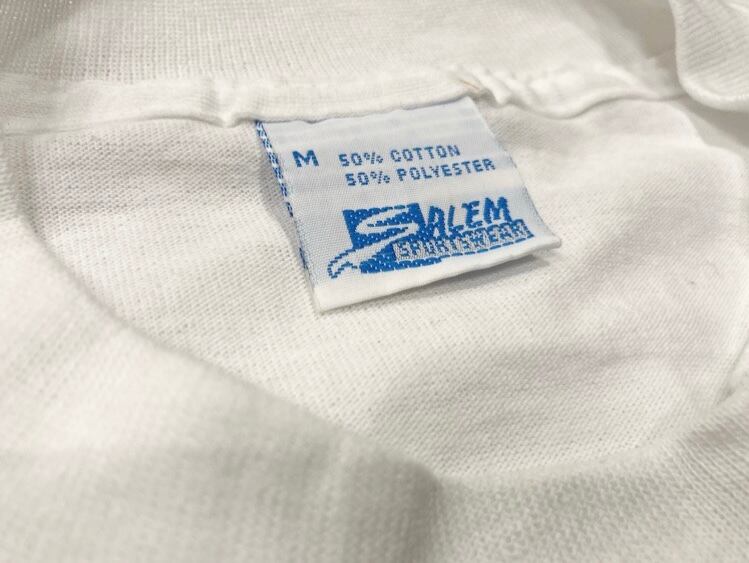 M 50% COTTON
50% POLYESTER
SALEM
SPORTSWEAR